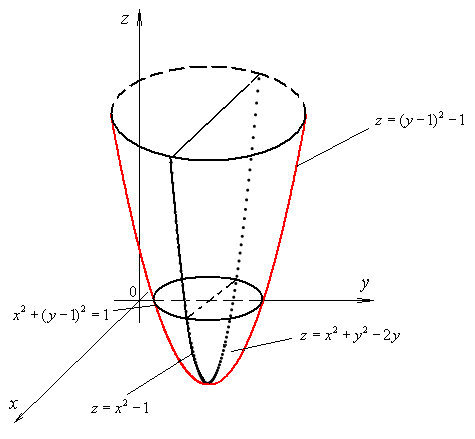 z
z = (y − 1)² − 1
0
y
x² + (y − 1)² = 1
z = x² + y² − 2y
x
z = x² − 1